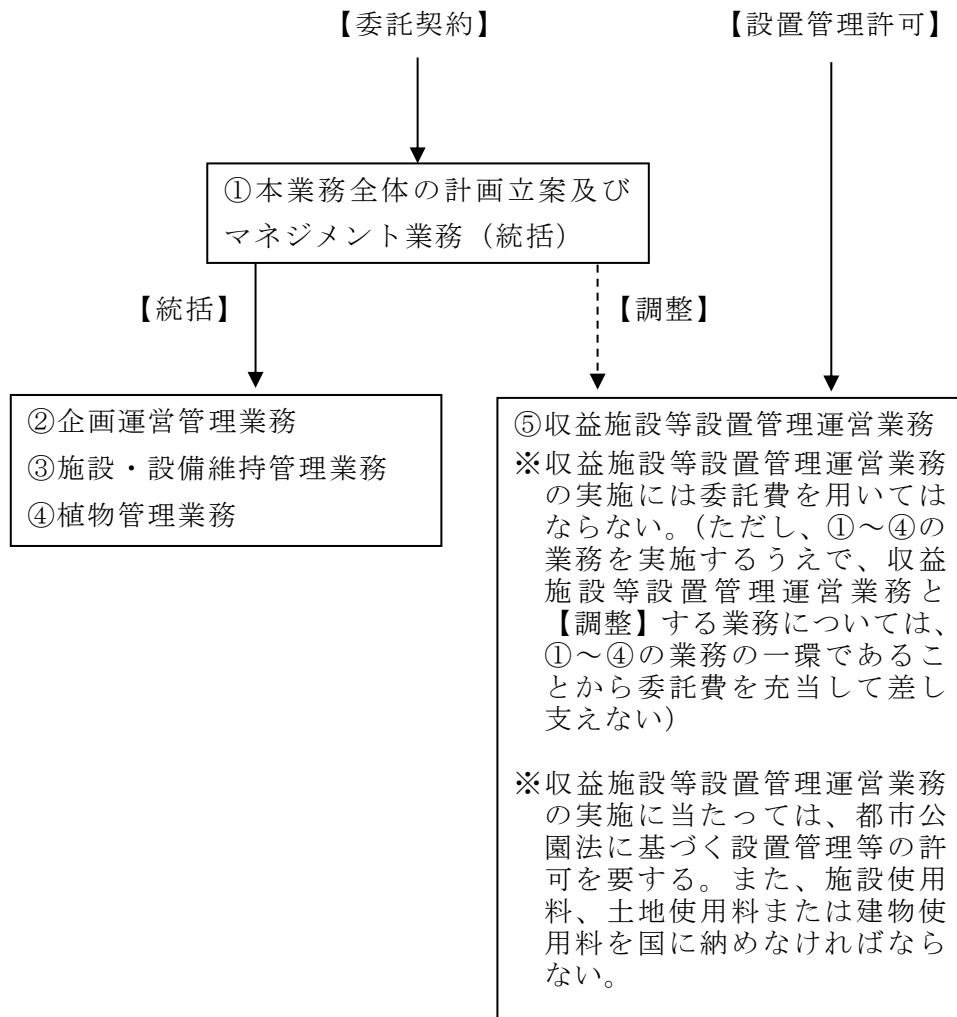 【委託契約】
【設置管理許可】
①本業務全体の計画立案及び
マネジメント業務（統括）
【統括】
【調整】
②企画運営管理業務
③施設・設備維持管理業務
④植物管理業務
⑤収益施設等設置管理運営業務
※収益施設等設置管理運営業務
の実施には委託費を用いては
ならない。（ただし、①～④の
業務を実施するうえで、収益
施設等設置管理運営業務と
【調整】する業務については、
①～④の業務の一環であるこ
とから委託費を充当して差し
支えない）
※収益施設等設置管理運営業務
の実施に当たっては、都市公
園法に基づく設置管理等の許
可を要する。また、施設使用
料、土地使用料または建物使
用料を国に納めなければなら
ない。